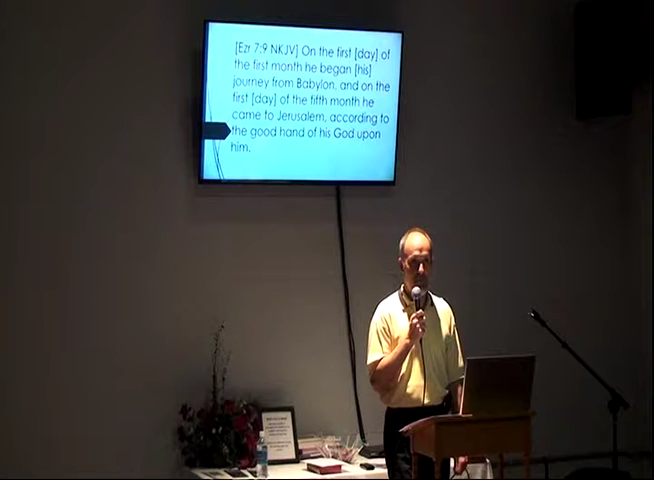 [Ezr 7:9 NKJV] On the first [day] of
the first month he began [his]
journey from Babylon, and on the
first [day] of the fifth month he
came to Jerusalem, according to
the good hand of his God upon
him.